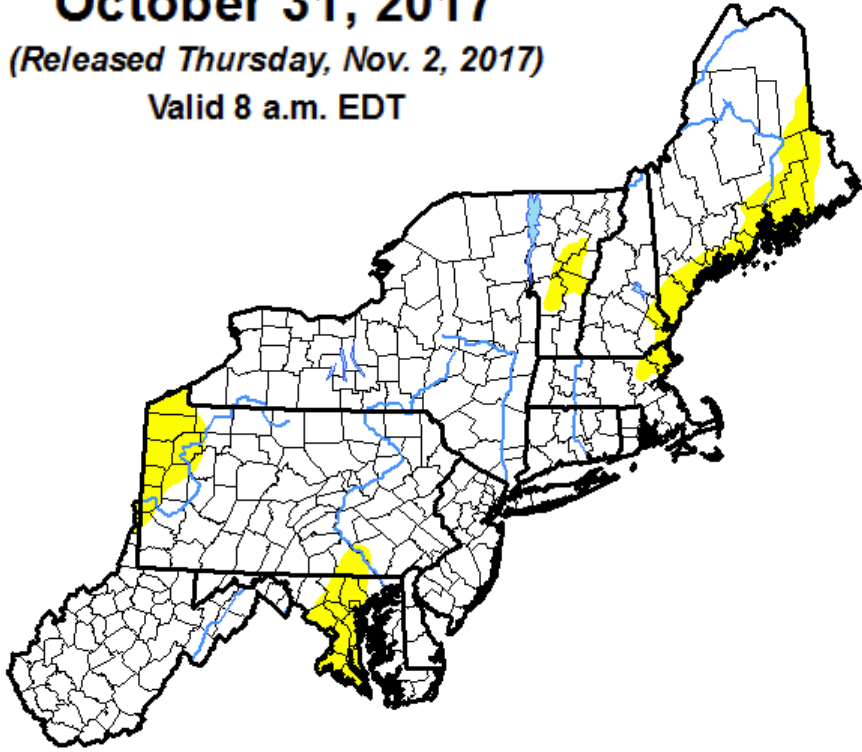 October 31, 2017
(Released Thursday, Nov. 2, 2017)
Valid 8 a.m. EDT